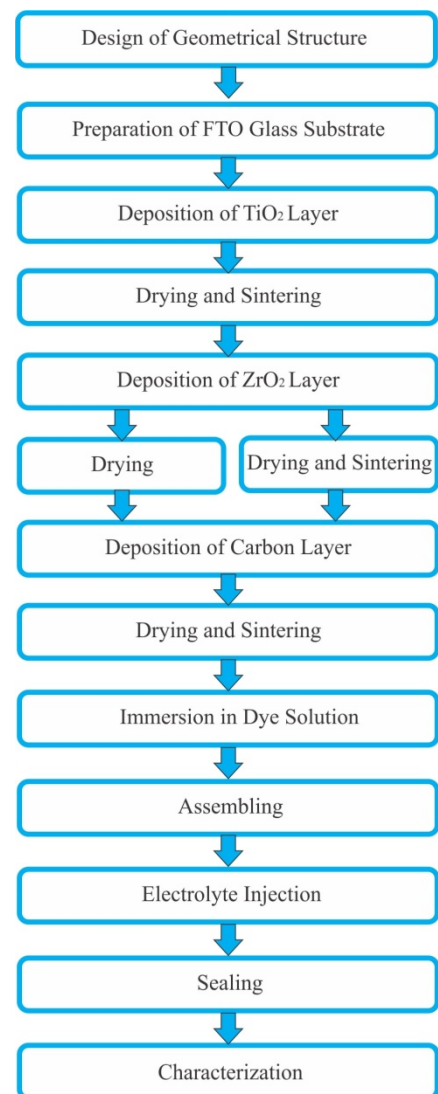 Design of Geometrical Structure
Preparation of FTO Glass Substrate
Deposition of TiO₂ Layer
Drying and Sintering
Deposition of ZrO₂ Layer
Drying
Drying and Sintering
Deposition of Carbon Layer
Drying and Sintering
Immersion in Dye Solution
Assembling
Electrolyte Injection
Sealing
Characterization